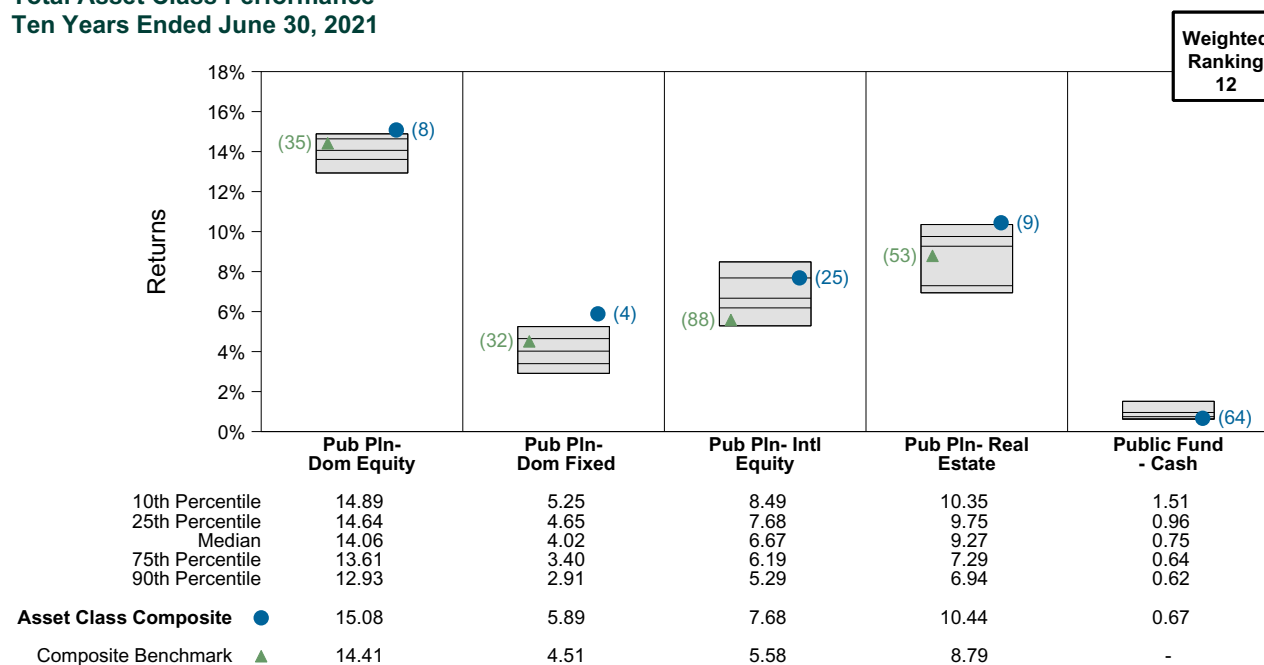 Total Asset Class Performance
Ten Years Ended June 30, 2021
Weighted
Ranking
12
18%
16%
14%
12%
10%
8%
6%
4%
2%
0%
Returns
(35) (8)
(32) (4)
(88) (25)
(53) (9)
(64)
Pub Pln- Dom Equity
Pub Pln- Dom Fixed
Pub Pln- Intl Equity
Pub Pln- Real Estate
Public Fund - Cash
10th Percentile 14.89 5.25 8.49 10.35 1.51
25th Percentile 14.64 4.65 7.68 9.75 0.96
Median 14.06 4.02 6.67 9.27 0.75
75th Percentile 13.61 3.40 6.19 7.29 0.64
90th Percentile 12.93 2.91 5.29 6.94 0.62
Asset Class Composite 15.08 5.89 7.68 10.44 0.67
Composite Benchmark 14.41 4.51 5.58 8.79 -